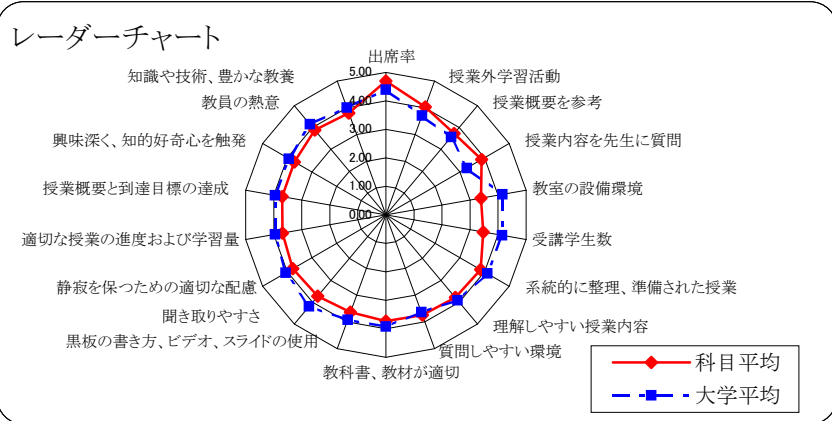 レーダーチャート
出席率
授業外学習活動
授業概要を参考
授業内容を先生に質問
教室の設備環境
受講学生数
系統的に整理、準備された授業
理解しやすい授業内容
質問しやすい環境
教科書、教材が適切
黒板の書き方、ビデオ、スライドの使用
聞き取りやすさ
静寂を保つための適切な配慮
適切な授業の進度および学習量
授業概要と到達目標の達成
興味深く、知的好奇心を触発
教員の熱意
知識や技術、豊かな教養
5.00
4.00
3.00
2.00
1.00
0.00
科目平均
大学平均